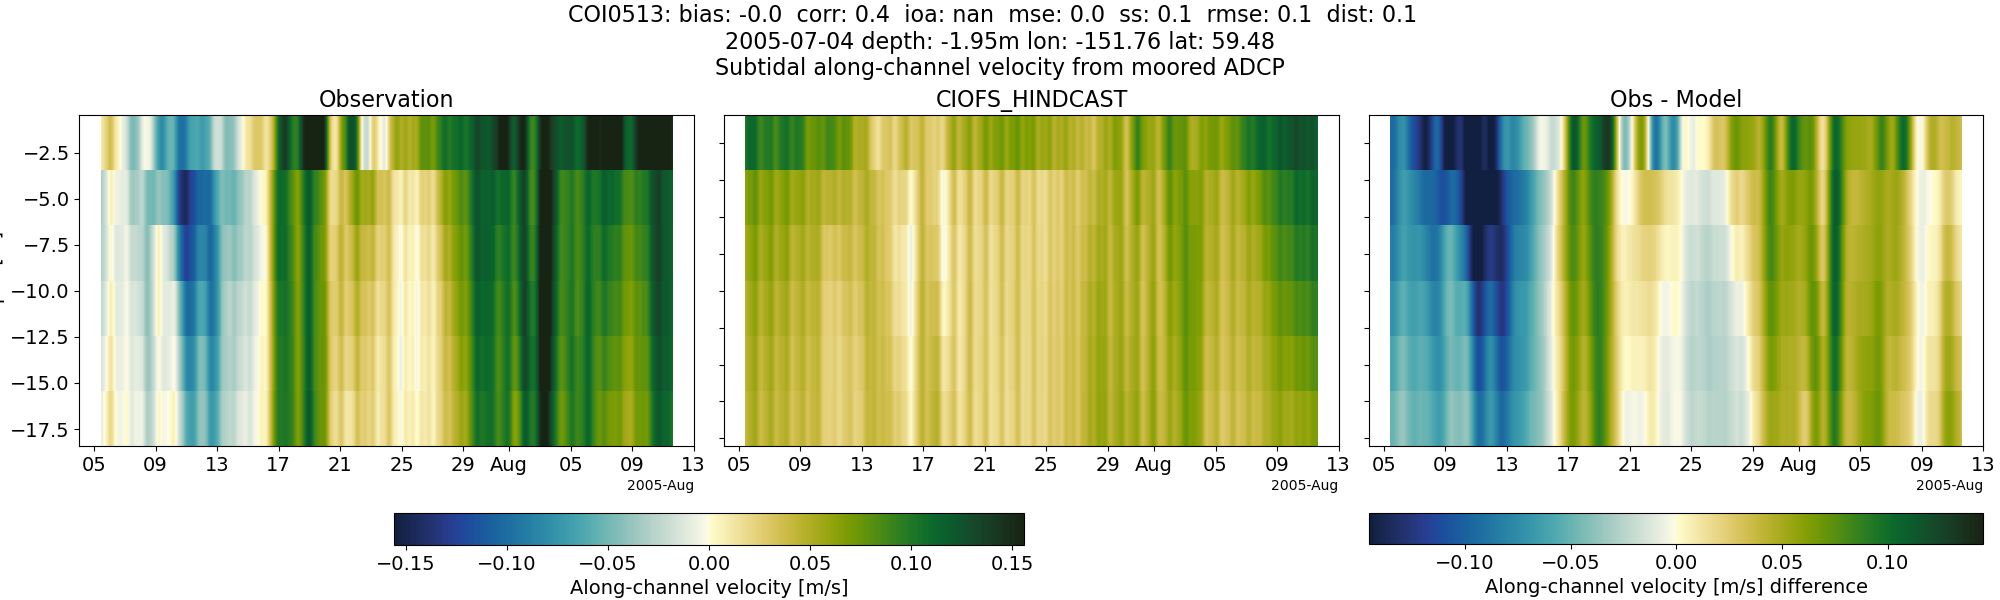 COI0513: bias: -0.0 corr: 0.4 ioa: nan mse: 0.0 ss: 0.1 rmse: 0.1 dist: 0.1
2005-07-04 depth: -1.95m lon: -151.76 lat: 59.48
Subtidal along-channel velocity from moored ADCP
Observation
CIOFS_HINDCAST
Obs - Model
−2.5
−5.0
−7.5
−10.0
−12.5
−15.0
−17.5
05 09 13 17 21 25 29 Aug 05 09 13
2005-Aug
05 09 13 17 21 25 29 Aug 05 09 13
2005-Aug
05 09 13 17 21 25 29 Aug 05 09 13
2005-Aug
−0.15 −0.10 −0.05 0.00 0.05 0.10 0.15
Along-channel velocity [m/s]
−0.10 −0.05 0.00 0.05 0.10
Along-channel velocity [m/s] difference